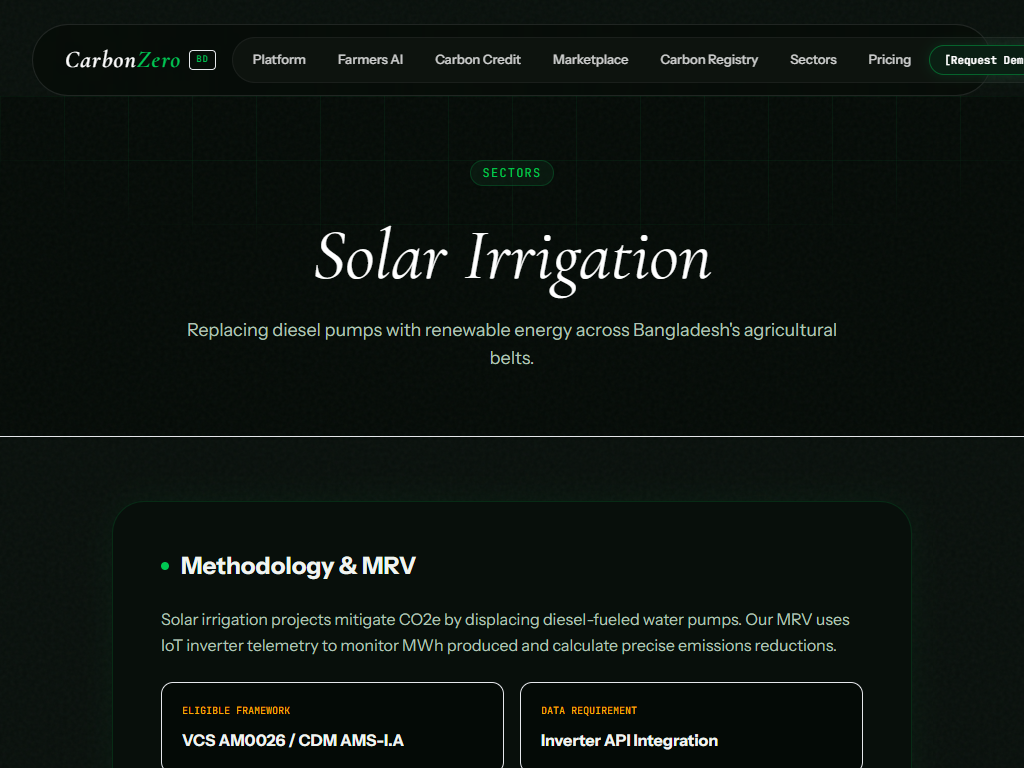 CarbonZero BD
Platform Farmers AI Carbon Credit Marketplace Carbon Registry Sectors Pricing [Request Dem
SECTORS
Solar Irrigation
Replacing diesel pumps with renewable energy across Bangladesh's agricultural
belts.
Methodology & MRV
Solar irrigation projects mitigate CO2e by displacing diesel-fueled water pumps. Our MRV uses
IoT inverter telemetry to monitor MWh produced and calculate precise emissions reductions.
ELIGIBLE FRAMEWORK
VCS AM0026 / CDM AMS-I.A
DATA REQUIREMENT
Inverter API Integration